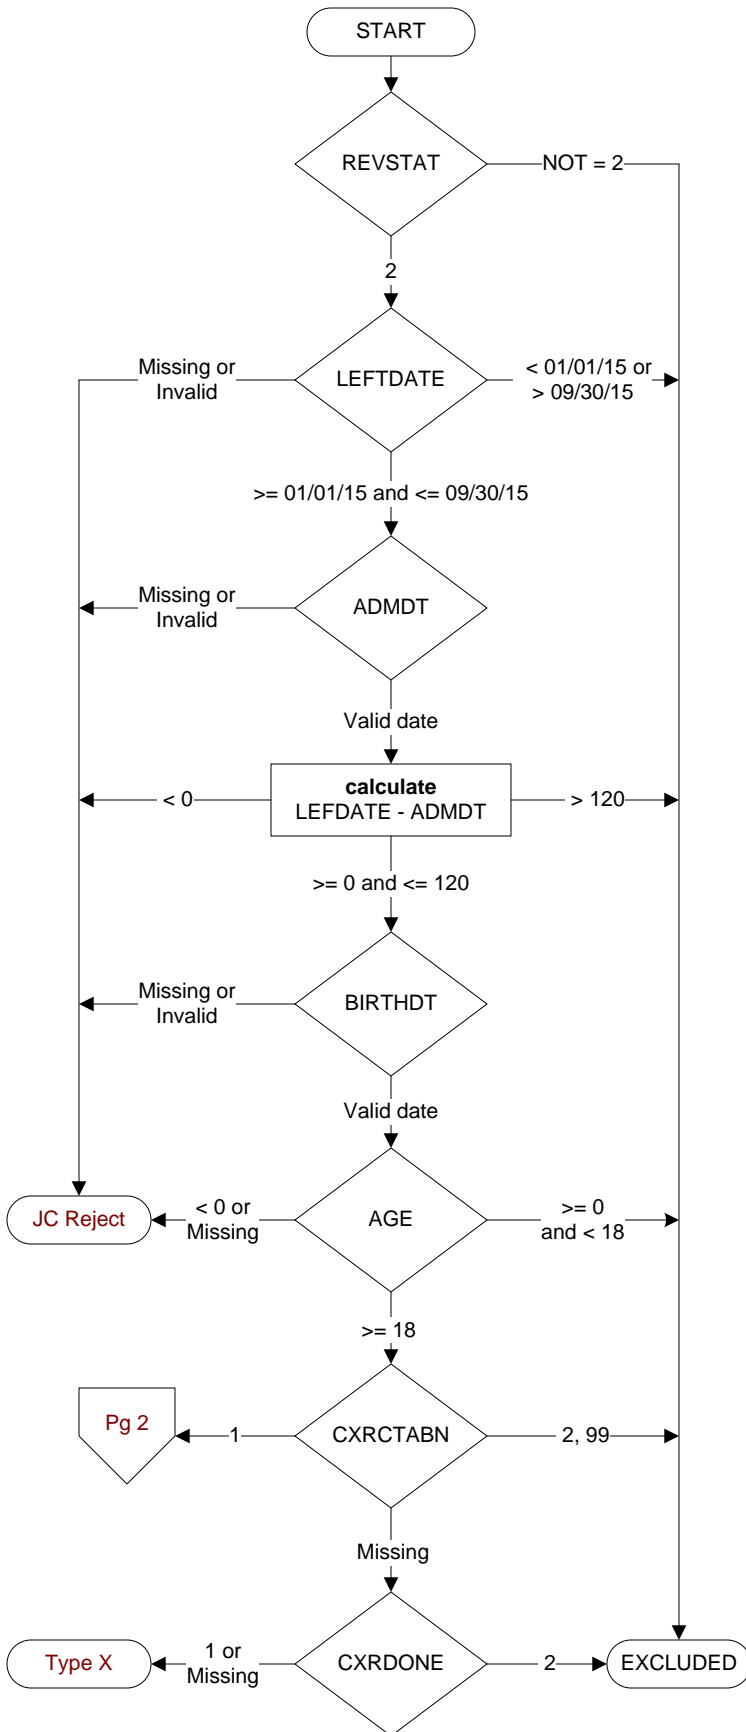 START
REVSTAT
NOT = 2
2
Missing or
Invalid
LEFTDATE
< 01/01/15 or
> 09/30/15
>= 01/01/15 and <= 09/30/15
Missing or
Invalid
ADMDT
Valid date
< 0
calculate
LEFDATE - ADMDT
> 120
>= 0 and <= 120
Missing or
Invalid
BIRTHDT
Valid date
JC Reject
< 0 or
Missing
AGE
>= 0
and < 18
>= 18
Pg 2
1
CXRCTABN
2, 99
Missing
Type X
1 or
Missing
CXRDONE
2
EXCLUDED